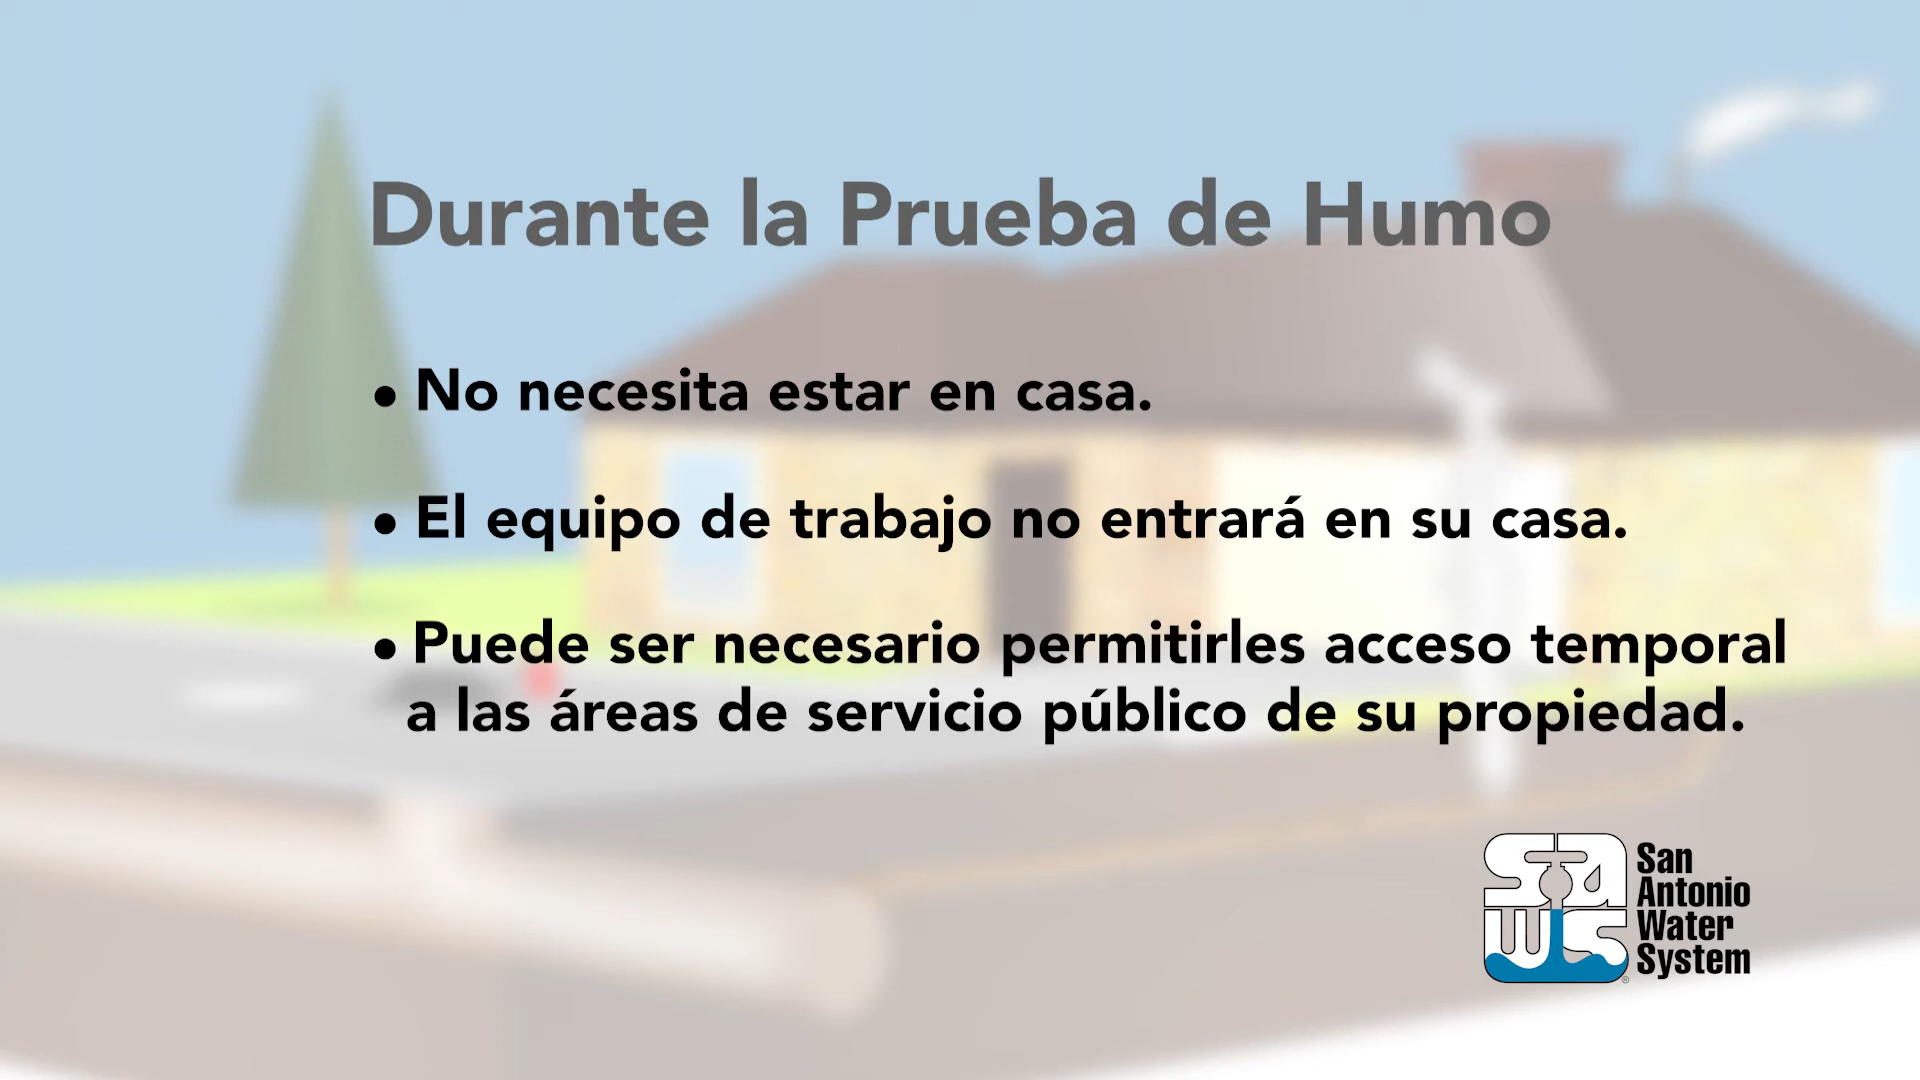 Durante la Prueba de Humo
• No necesita estar en casa.
• El equipo de trabajo no entrará en su casa.
• Puede ser necesario permitirles acceso temporal
a las áreas de servicio público de su propiedad.
saws
San
Antonio
Water
System
®